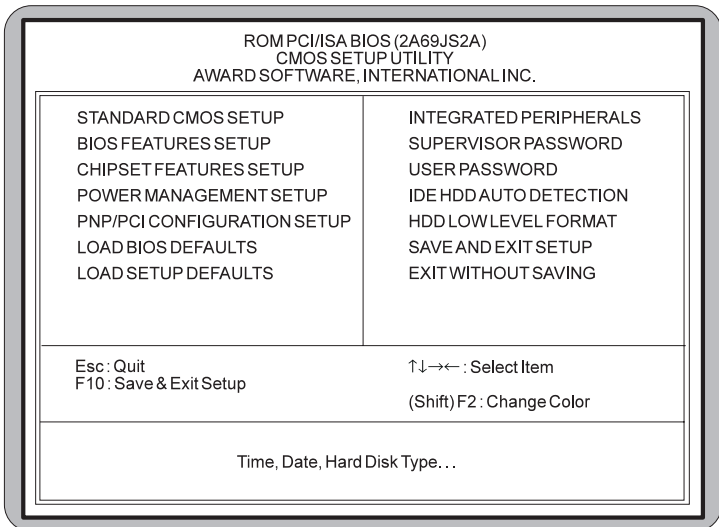 ROM PCI/ISA BIOS (2A69JS2A)
CMOS SETUP UTILITY
AWARD SOFTWARE, INTERNATIONAL INC.
STANDARD CMOS SETUP
BIOS FEATURES SETUP
CHIPSET FEATURES SETUP
POWER MANAGEMENT SETUP
PNP/PCI CONFIGURATION SETUP
LOAD BIOS DEFAULTS
LOAD SETUP DEFAULTS
INTEGRATED PERIPHERALS
SUPERVISOR PASSWORD
USER PASSWORD
IDE HDD AUTO DETECTION
HDD LOW LEVEL FORMAT
SAVE AND EXIT SETUP
EXIT WITHOUT SAVING
Esc : Quit
F10 : Save & Exit Setup
↑↓→← : Select Item
(Shift) F2 : Change Color
Time, Date, Hard Disk Type. . .